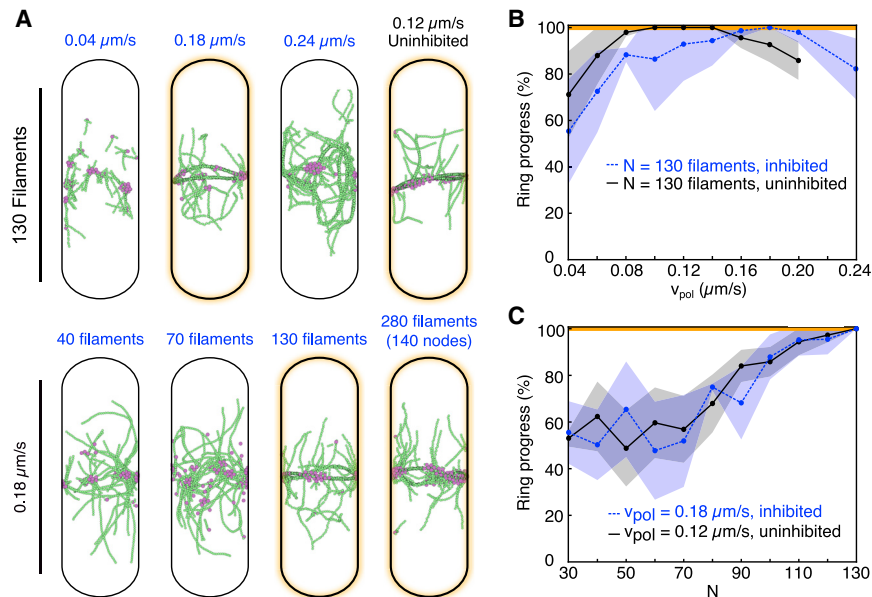 A
0.04 µm/s
0.18 µm/s
0.24 µm/s
0.12 µm/s
Uninhibited
130 Filaments
40 filaments
70 filaments
130 filaments
280 filaments
(140 nodes)
0.18 µm/s
B
Ring progress (%)
100
80
60
40
20
0
N = 130 filaments, inhibited
N = 130 filaments, uninhibited
0.04
0.08
0.12
0.16
0.20
0.24
vpol (µm/s)
C
Ring progress (%)
100
80
60
40
20
0
vpol = 0.18 µm/s, inhibited
vpol = 0.12 µm/s, uninhibited
30
50
70
90
110
130
N